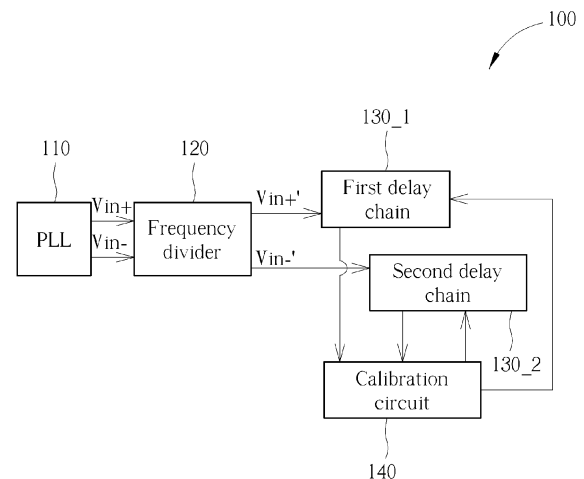 100
130_1
110
120
Vin+
Vin+'
First delay
chain
PLL
Vin-
Frequency
divider
Vin-'
Second delay
chain
130_2
Calibration
circuit
140